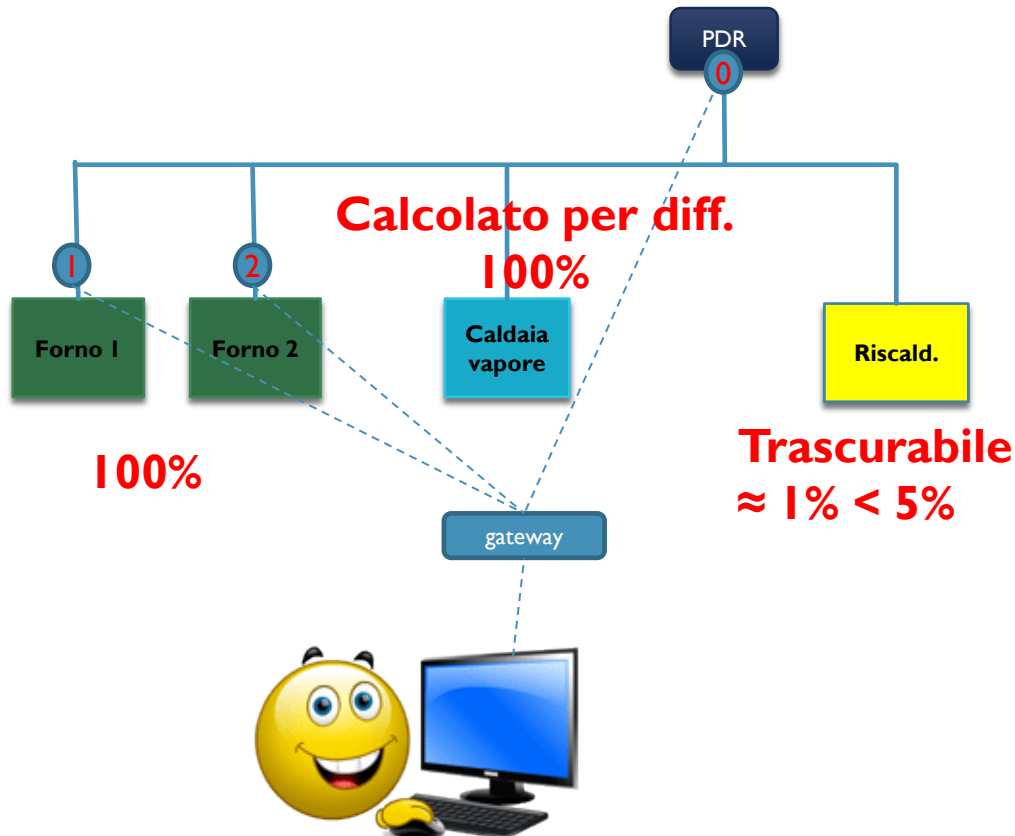 PDR
0
Calcolato per diff.
100%
1
2
Forno 1
Forno 2
Caldaia
vapore
Riscald.
100%
Trascurabile
≈ 1% < 5%
gateway